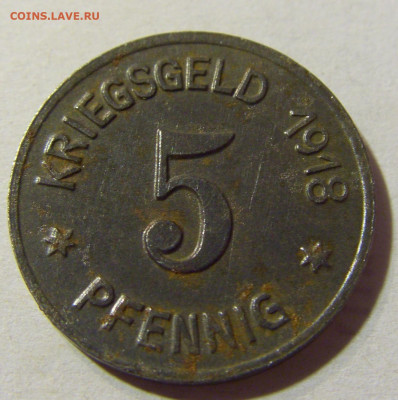 COINS.LAVE.RU
KRIEGSGELD 1918
5
PFENNIG